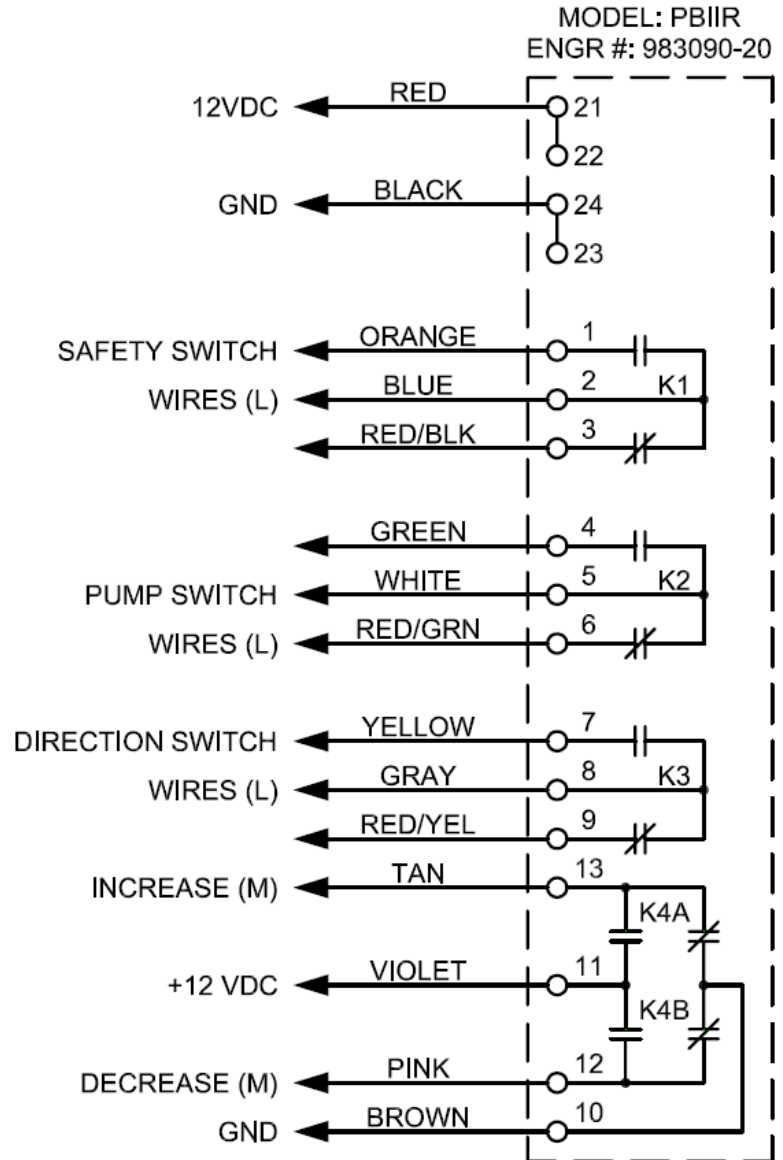 MODEL: PBIIR
ENGR #: 983090-20
12VDC RED 21
22
GND BLACK 24
23
SAFETY SWITCH ORANGE 1
WIRES (L) BLUE 2 K1
RED/BLK 3
GREEN 4
PUMP SWITCH WHITE 5 K2
WIRES (L) RED/GRN 6
DIRECTION SWITCH YELLOW 7
WIRES (L) GRAY 8 K3
RED/YEL 9
INCREASE (M) TAN 13
K4A
+12 VDC VIOLET 11
K4B
DECREASE (M) PINK 12
GND BROWN 10